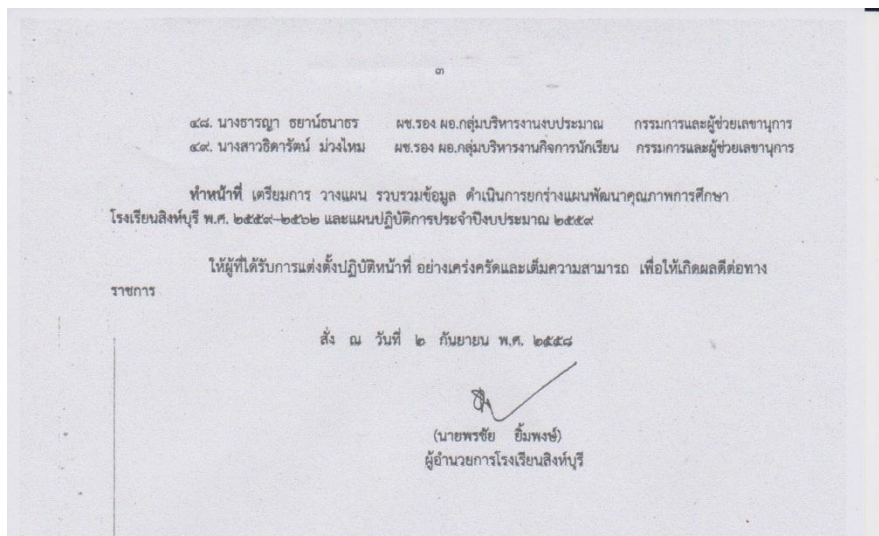 ๓
๔๘. นางธารญา ธยาน์ธนาธร ผช.รอง ผอ.กลุ่มบริหารงานงบประมาณ กรรมการและผู้ช่วยเลขานุการ
๔๙. นางสาวธิดารัตน์ ม่วงไหม ผช.รอง ผอ.กลุ่มบริหารงานกิจการนักเรียน กรรมการและผู้ช่วยเลขานุการ
ทำหน้าที่ เตรียมการ วางแผน รวบรวมข้อมูล ดำเนินการยกร่างแผนพัฒนาคุณภาพการศึกษา
โรงเรียนสิงห์บุรี พ.ศ. ๒๕๕๙-๒๕๖๒ และแผนปฏิบัติการประจำปีงบประมาณ ๒๕๕๙
ให้ผู้ที่ได้รับการแต่งตั้งปฏิบัติหน้าที่ อย่างเคร่งครัดและเต็มความสามารถ เพื่อให้เกิดผลดีต่อทาง
ราชการ
สั่ง ณ วันที่ ๒ กันยายน พ.ศ. ๒๕๕๘
(นายพรชัย ยิ้มพงษ์)
ผู้อำนวยการโรงเรียนสิงห์บุรี